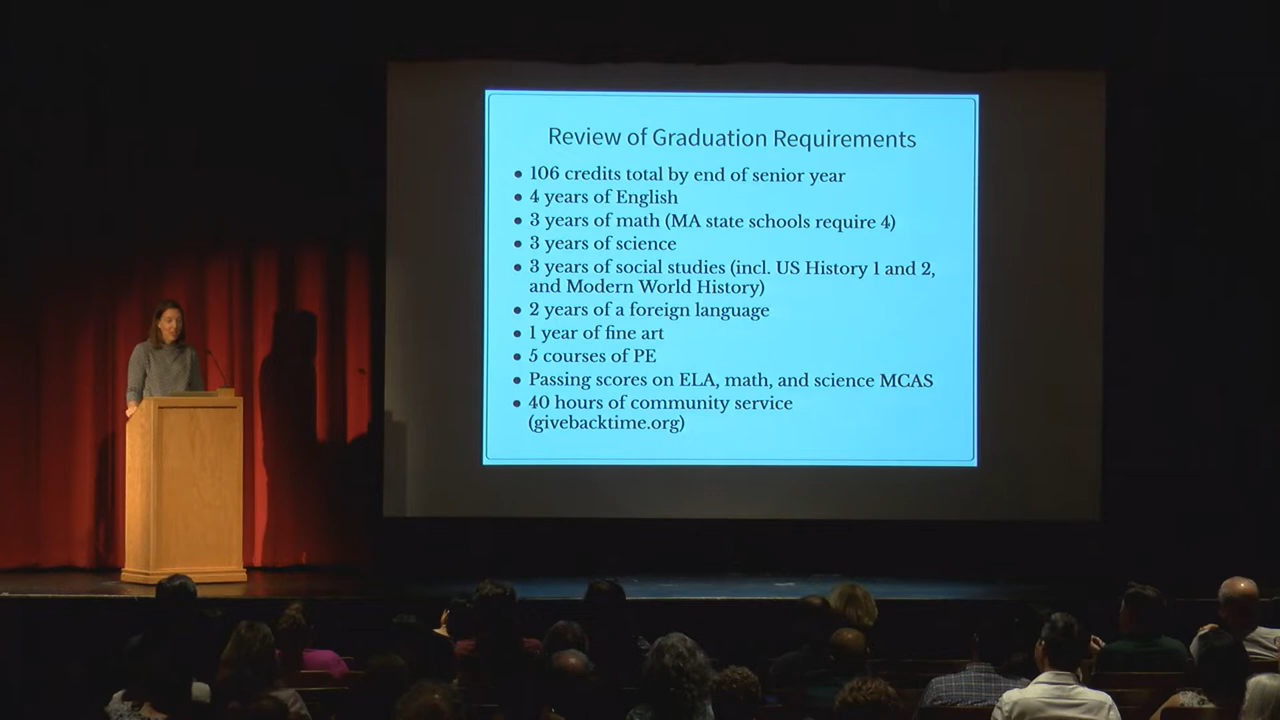 Review of Graduation Requirements
• 106 credits total by end of senior year
• 4 years of English
• 3 years of math (MA state schools require 4)
• 3 years of science
• 3 years of social studies (incl. US History 1 and 2,
and Modern World History)
• 2 years of a foreign language
• 1 year of fine art
• 5 courses of PE
• Passing scores on ELA, math, and science MCAS
• 40 hours of community service
(givebacktime.org)